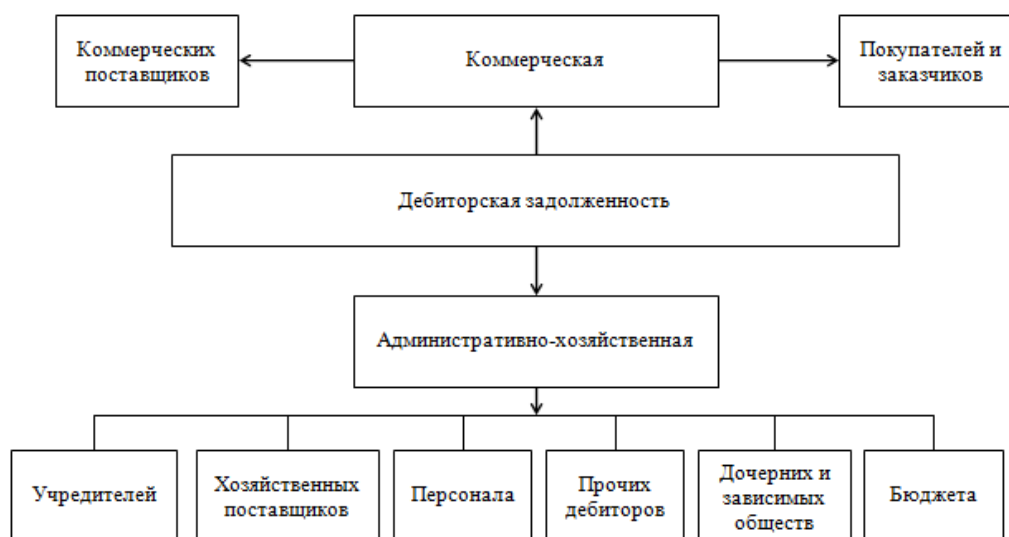 Коммерческих
поставщиков
Коммерческая
Покупателей и
заказчиков
Дебиторская задолженность
Административно-хозяйственная
Учредителей
Хозяйственных
поставщиков
Персонала
Прочих
дебиторов
Дочерних и
зависимых
обществ
Бюджета